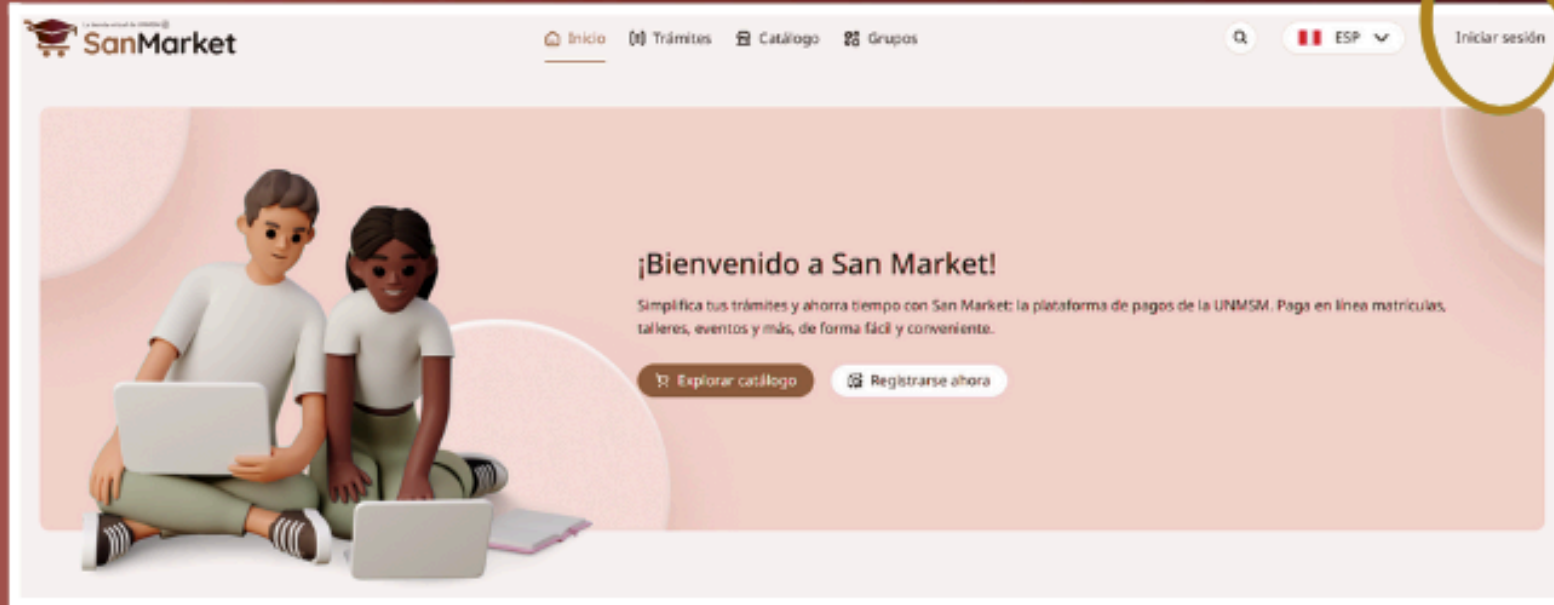 SanMarket
Inicio
Trámites
Catálogo
Grupos
ESP
Iniciar sesión
¡Bienvenido a San Market!
Simplifica tus trámites y ahorra tiempo con San Market: la plataforma de pagos de la UNMSM. Paga en línea matrículas,
talleres, eventos y más, de forma fácil y conveniente.
Explorar catálogo
Registrarse ahora